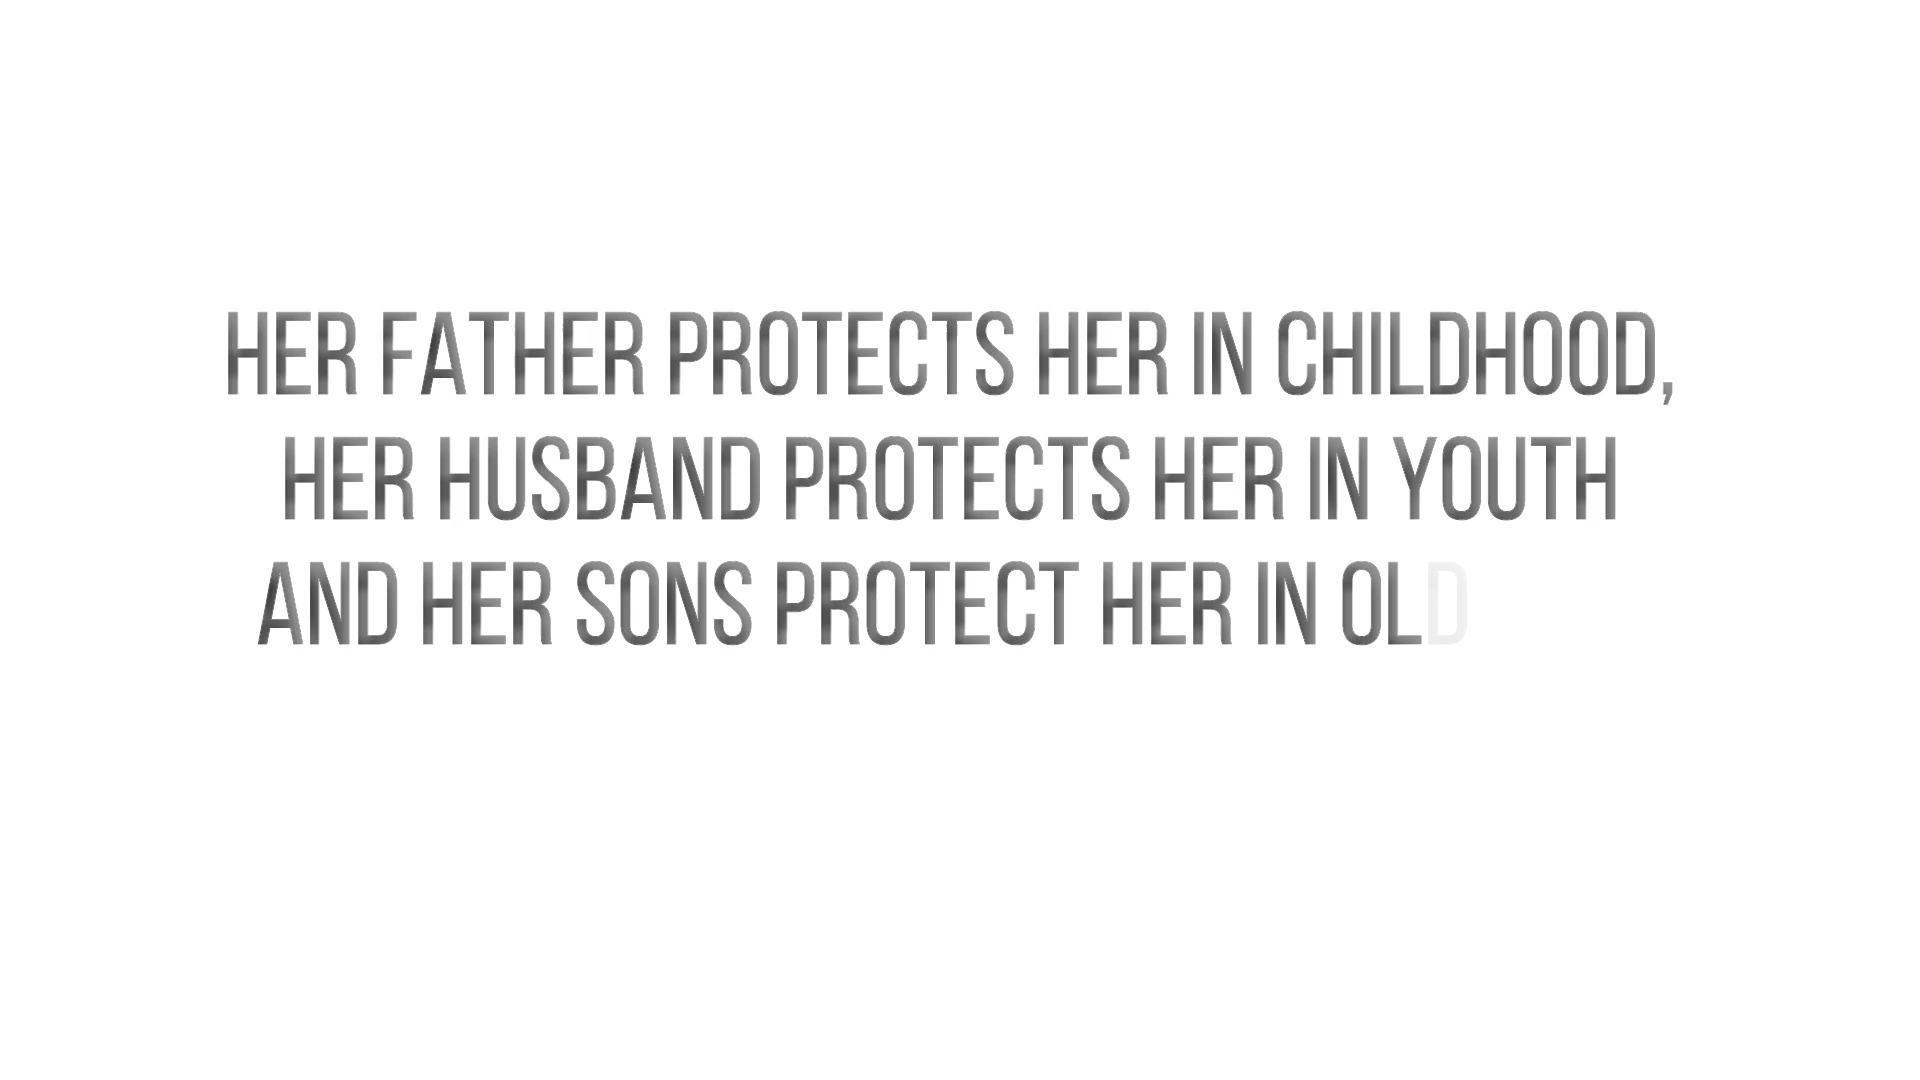 HER FATHER PROTECTS HER IN CHILDHOOD,
HER HUSBAND PROTECTS HER IN YOUTH
AND HER SONS PROTECT HER IN OLD